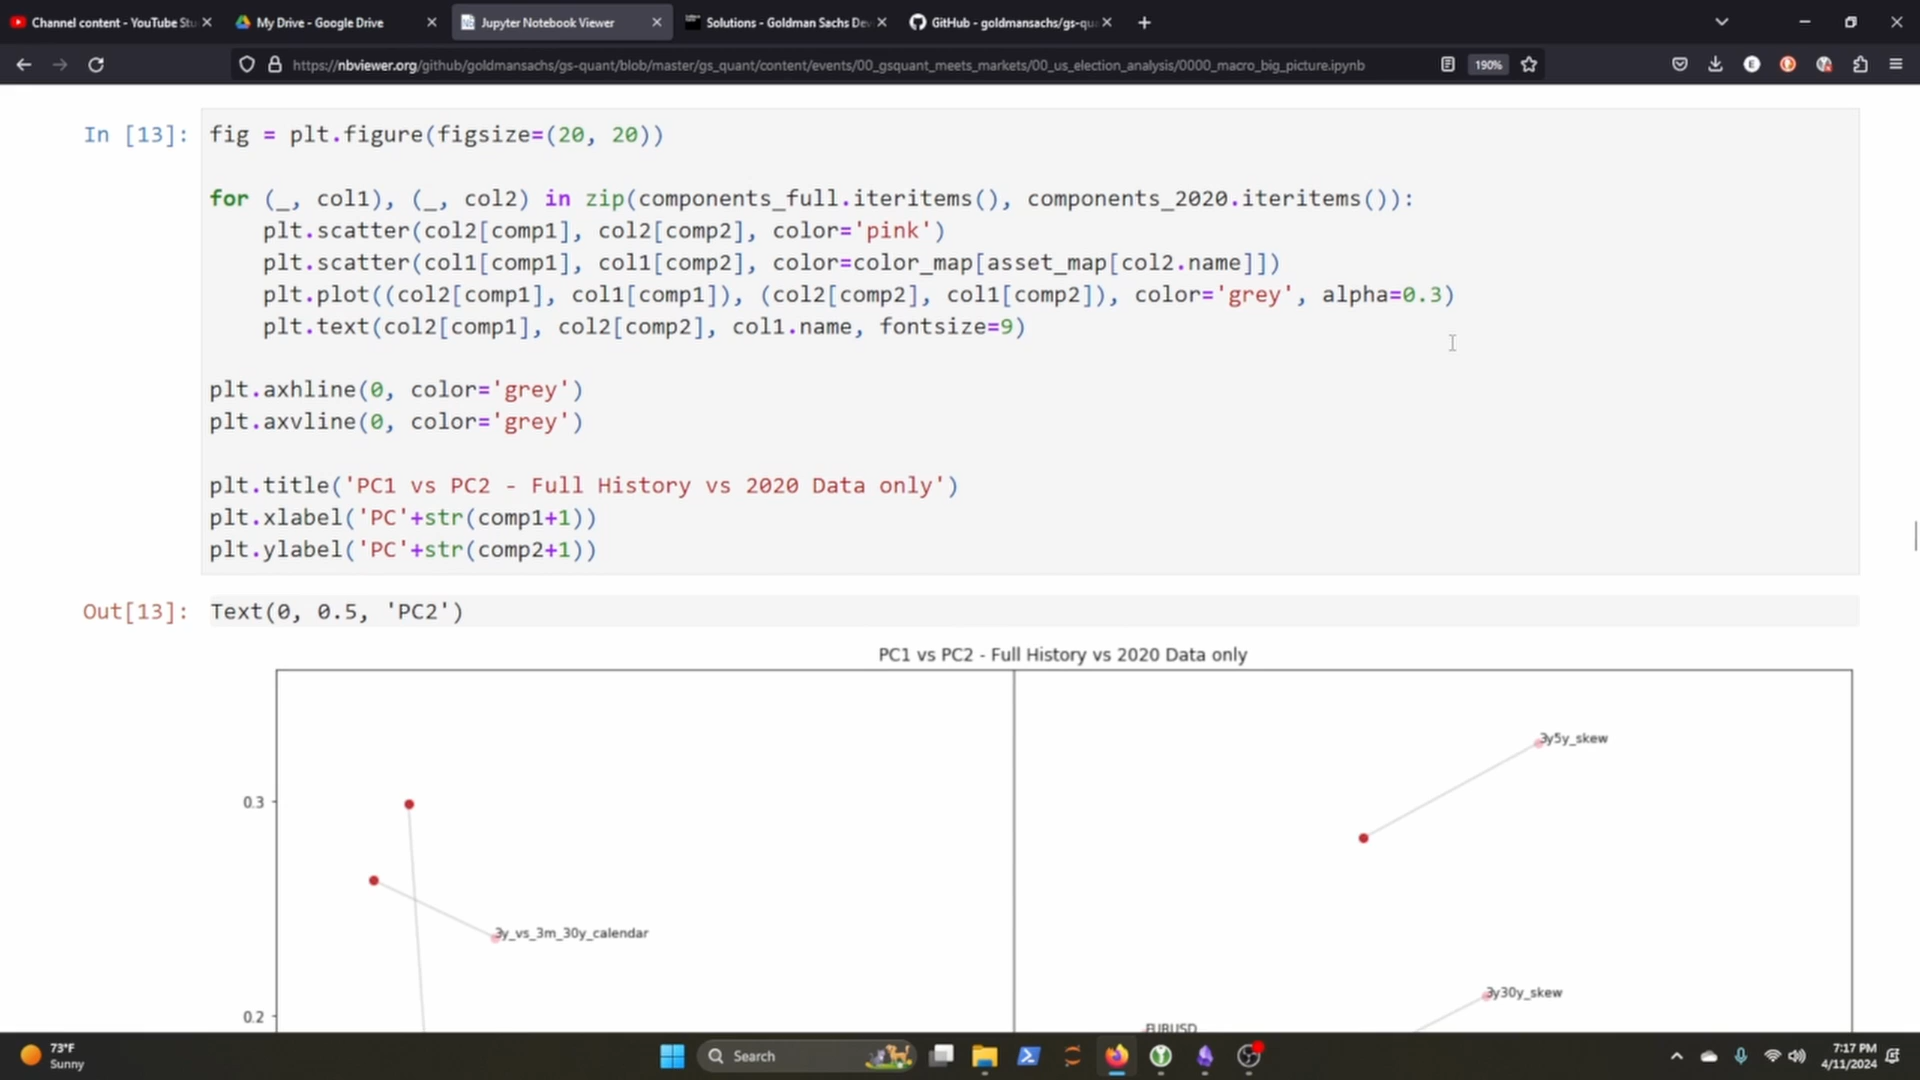 Channel content - YouTube Stu
My Drive - Google Drive
Jupyter Notebook Viewer
Solutions - Goldman Sachs Dev
GitHub - goldmansachs/gs-qua
https://nbviewer.org/github/goldmansachs/gs-quant/blob/master/gs_quant/content/events/00_gsquant_meets_markets/00_us_election_analysis/0000_macro_big_picture.ipynb
190%
In [13]:
fig = plt.figure(figsize=(20, 20))
for (_, col1), (_, col2) in zip(components_full.iteritems(), components_2020.iteritems()):
plt.scatter(col2[comp1], col2[comp2], color='pink')
plt.scatter(col1[comp1], col1[comp2], color=color_map[asset_map[col2.name]])
plt.plot((col2[comp1], col1[comp1]), (col2[comp2], col1[comp2]), color='grey', alpha=0.3)
plt.text(col2[comp1], col2[comp2], col1.name, fontsize=9)
plt.axhline(0, color='grey')
plt.axvline(0, color='grey')
plt.title('PC1 vs PC2 - Full History vs 2020 Data only')
plt.xlabel('PC'+str(comp1+1))
plt.ylabel('PC'+str(comp2+1))
Out[13]:
Text(0, 0.5, 'PC2')
PC1 vs PC2 - Full History vs 2020 Data only
3y5y_skew
0.3
3y_vs_3m_30y_calendar
3y30y_skew
0.2
EURUSD
73°F
Sunny
Search
7:17 PM
4/11/2024